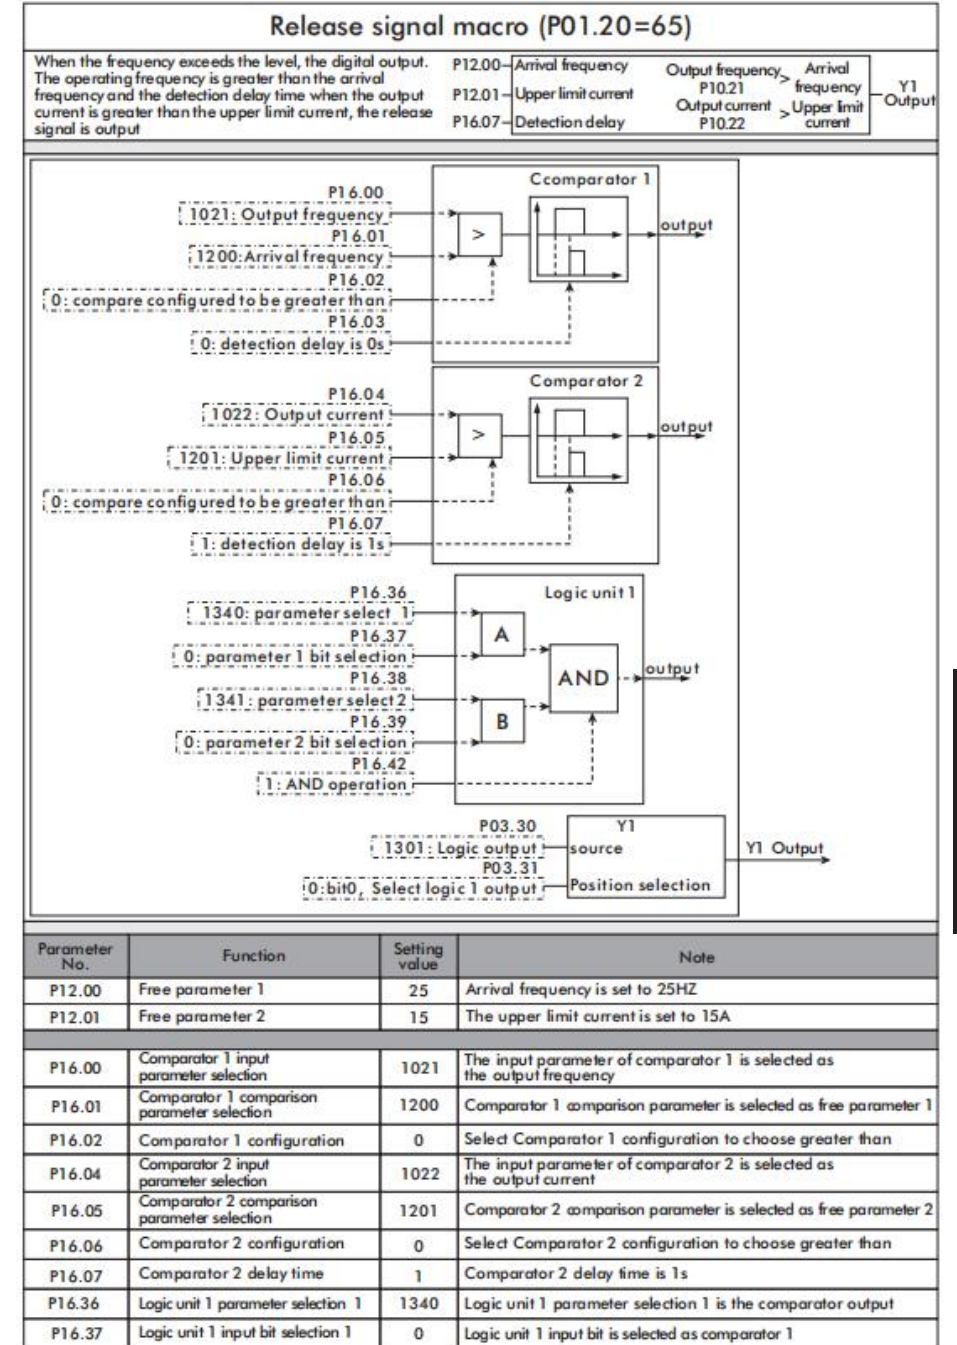 Release signal macro (P01.20=65)
When the frequency exceeds the level, the digital output.
The operating frequency is greater than the arrival
frequency and the detection delay time when the output
current is greater than the upper limit current, the release
signal is output
P12.00 Arrival frequency
P12.01 Upper limit current
P16.07 Detection delay
Output frequency > Arrival
P10.21 frequency
Output current > Upper limit
P10.22 current
Y1
Output
Ccomparator 1
P16.00
1021: Output frequency
P16.01
1200:Arrival frequency
P16.02
0: compare configured to be greater than
P16.03
0: detection delay is 0s
>
output
Comparator 2
P16.04
1022: Output current
P16.05
1201: Upper limit current
P16.06
0: compare configured to be greater than
P16.07
1: detection delay is 1s
>
output
Logic unit 1
P16.36
1340: parameter select 1
P16.37
0: parameter 1 bit selection
P16.38
1341: parameter select2
P16.39
0: parameter 2 bit selection
P16.42
1: AND operation
A
B
AND
output
P03.30
1301: Logic output
P03.31
0:bit0, Select logic 1 output
Y1
source
Position selection
Y1 Output
Parameter No. Function Setting value Note
P12.00 Free parameter 1 25 Arrival frequency is set to 25HZ
P12.01 Free parameter 2 15 The upper limit current is set to 15A
P16.00 Comparator 1 input parameter selection 1021 The input parameter of comparator 1 is selected as the output frequency
P16.01 Comparator 1 comparison parameter selection 1200 Comparator 1 comparison parameter is selected as free parameter 1
P16.02 Comparator 1 configuration 0 Select Comparator 1 configuration to choose greater than
P16.04 Comparator 2 input parameter selection 1022 The input parameter of comparator 2 is selected as the output current
P16.05 Comparator 2 comparison parameter selection 1201 Comparator 2 comparison parameter is selected as free parameter 2
P16.06 Comparator 2 configuration 0 Select Comparator 2 configuration to choose greater than
P16.07 Comparator 2 delay time 1 Comparator 2 delay time is 1s
P16.36 Logic unit 1 parameter selection 1 1340 Logic unit 1 parameter selection 1 is the comparator output
P16.37 Logic unit 1 input bit selection 1 0 Logic unit 1 input bit is selected as comparator 1